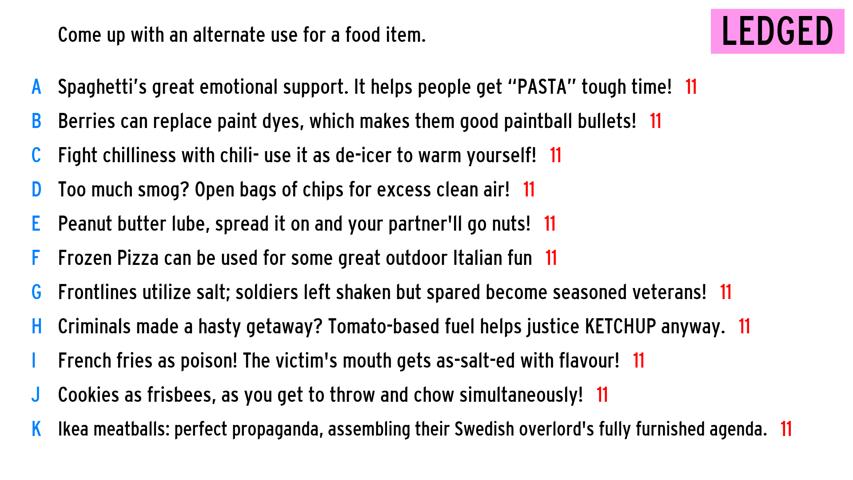 Come up with an alternate use for a food item.
LEDGED
A Spaghetti's great emotional support. It helps people get “PASTA” tough time! 11
B Berries can replace paint dyes, which makes them good paintball bullets! 11
C Fight chilliness with chili- use it as de-icer to warm yourself! 11
D Too much smog? Open bags of chips for excess clean air! 11
E Peanut butter lube, spread it on and your partner'll go nuts! 11
F Frozen Pizza can be used for some great outdoor Italian fun 11
G Frontlines utilize salt; soldiers left shaken but spared become seasoned veterans! 11
H Criminals made a hasty getaway? Tomato-based fuel helps justice KETCHUP anyway. 11
I French fries as poison! The victim's mouth gets as-salt-ed with flavour! 11
J Cookies as frisbees, as you get to throw and chow simultaneously! 11
K Ikea meatballs: perfect propaganda, assembling their Swedish overlord's fully furnished agenda. 11